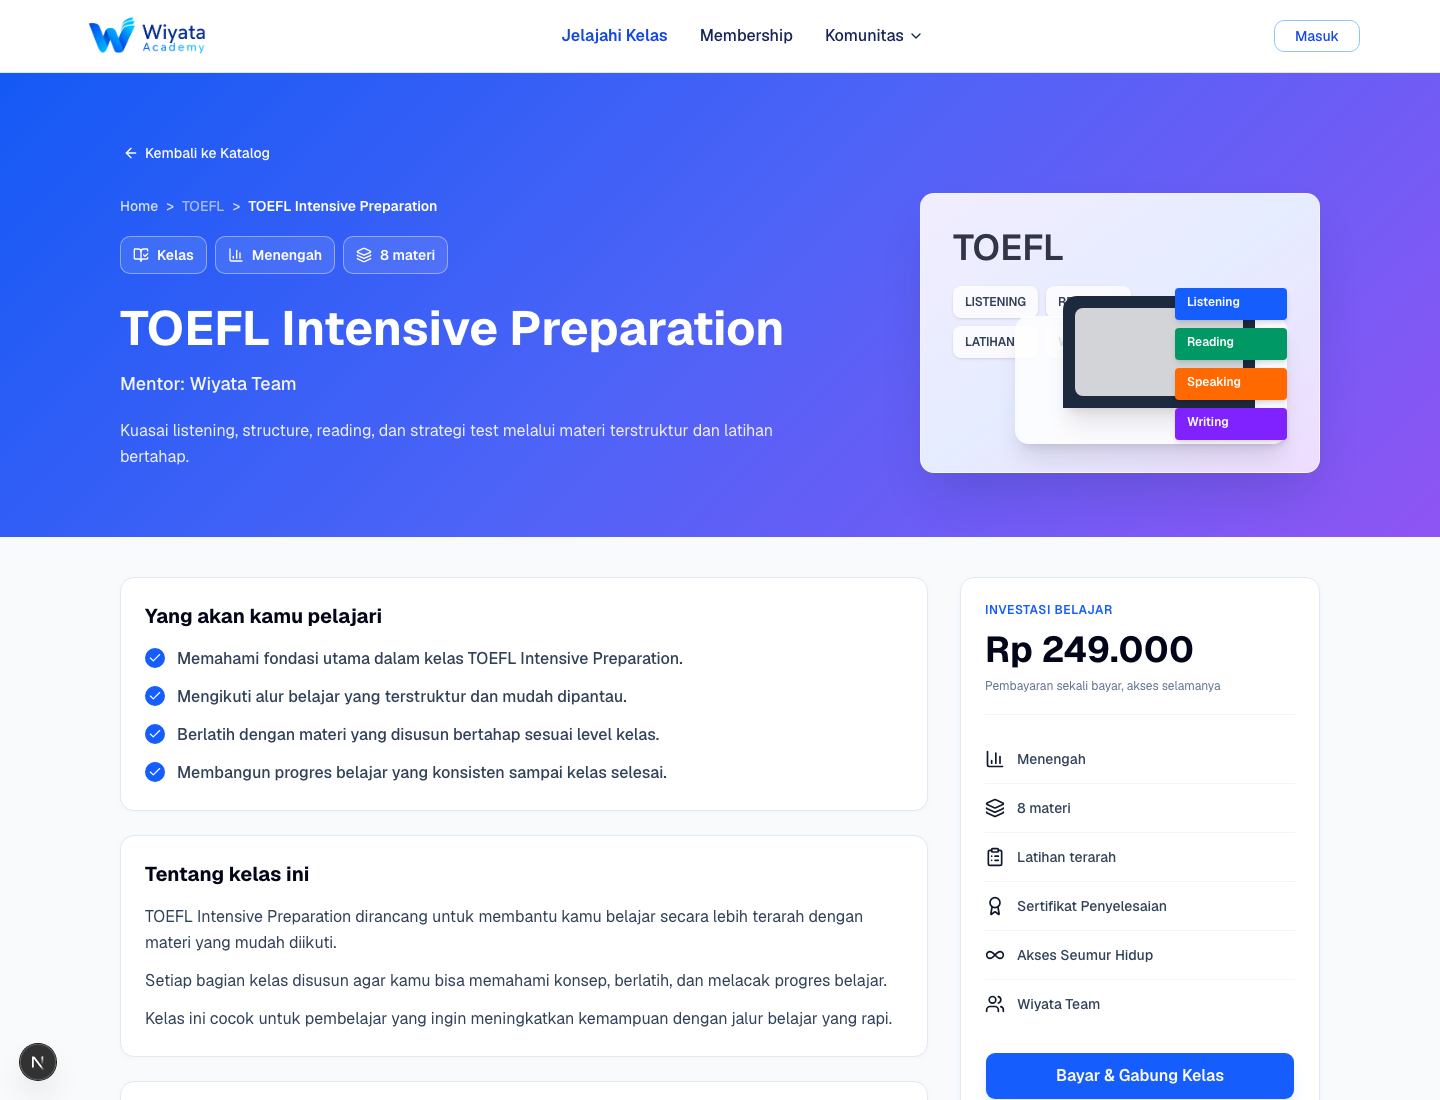 Wiyata
Academy
Jelajahi Kelas
Membership
Komunitas
Masuk
Kembali ke Katalog
Home > TOEFL > TOEFL Intensive Preparation
Kelas
Menengah
8 materi
TOEFL Intensive Preparation
Mentor: Wiyata Team
Kuasai listening, structure, reading, dan strategi test melalui materi terstruktur dan latihan
bertahap.
TOEFL
LISTENING
LATIHAN
Listening
Reading
Speaking
Writing
Yang akan kamu pelajari
Memahami fondasi utama dalam kelas TOEFL Intensive Preparation.
Mengikuti alur belajar yang terstruktur dan mudah dipantau.
Berlatih dengan materi yang disusun bertahap sesuai level kelas.
Membangun progres belajar yang konsisten sampai kelas selesai.
Tentang kelas ini
TOEFL Intensive Preparation dirancang untuk membantu kamu belajar secara lebih terarah dengan
materi yang mudah diikuti.
Setiap bagian kelas disusun agar kamu bisa memahami konsep, berlatih, dan melacak progres belajar.
Kelas ini cocok untuk pembelajar yang ingin meningkatkan kemampuan dengan jalur belajar yang rapi.
INVESTASI BELAJAR
Rp 249.000
Pembayaran sekali bayar, akses selamanya
Menengah
8 materi
Latihan terarah
Sertifikat Penyelesaian
Akses Seumur Hidup
Wiyata Team
Bayar & Gabung Kelas
N